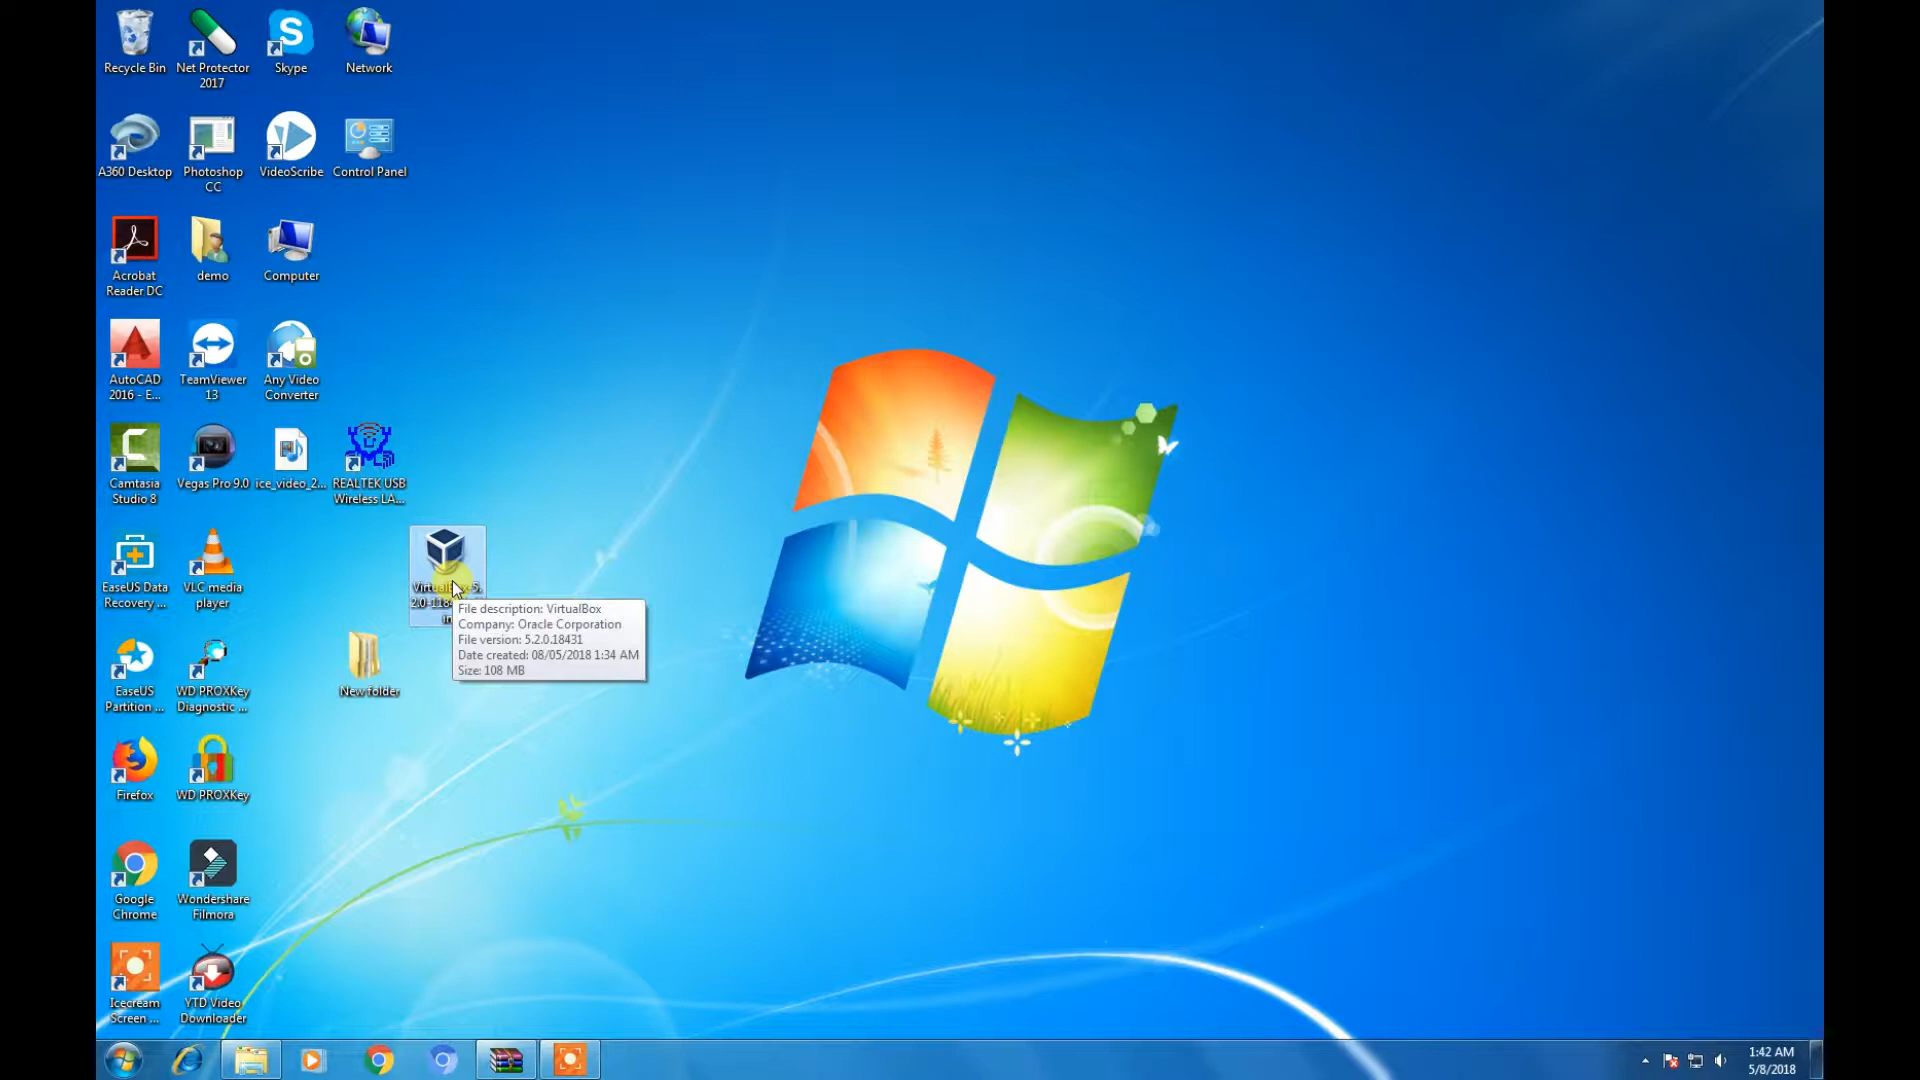 Recycle Bin
Net Protector
2017
Skype
Network
A360 Desktop
Photoshop
CC
VideoScribe
Control Panel
Acrobat
Reader DC
demo
Computer
AutoCAD
2016 - E...
TeamViewer
13
Any Video
Converter
Camtasia
Studio 8
Vegas Pro 9.0
ice_video_2...
REALTEK USB
Wireless LA...
EaseUS Data
Recovery ...
VLC media
player
File description: VirtualBox
Company: Oracle Corporation
File version: 5.2.0.18431
Date created: 08/05/2018 1:34 AM
Size: 108 MB
EaseUS
Partition ...
WD PROXKey
Diagnostic ...
New folder
Firefox
WD PROXKey
Google
Chrome
Wondershare
Filmora
Icecream
Screen ...
YTD Video
Downloader
1:42 AM
5/8/2018